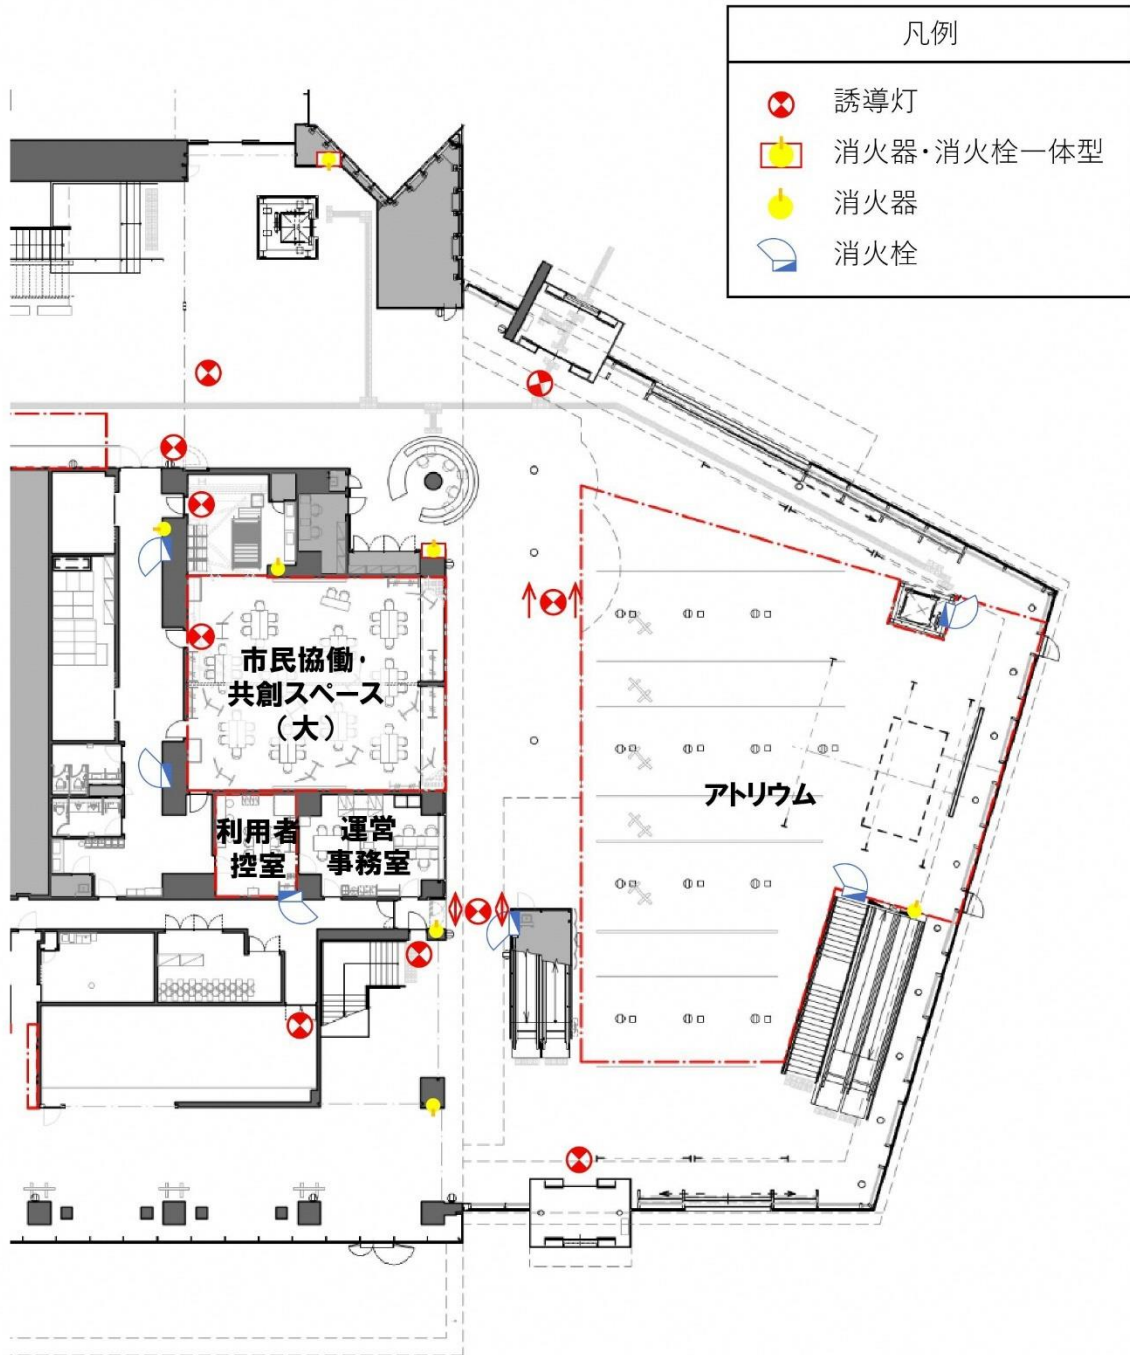 凡例
誘導灯
消火器・消火栓一体型
消火器
消火栓
市民協働・
共創スペース
（大）
アトリウム
利用者
控室
運営
事務室